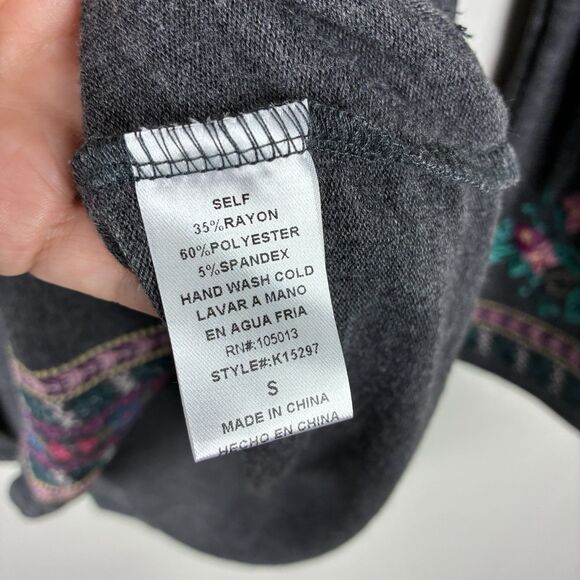 SELF
35%RAYON
60%POLYESTER
5%SPANDEX
HAND WASH COLD
LAVAR A MANO
EN AGUA FRIA
RN#:105013
STYLE#:K15297
S
MADE IN CHINA
HECHO EN CHINA